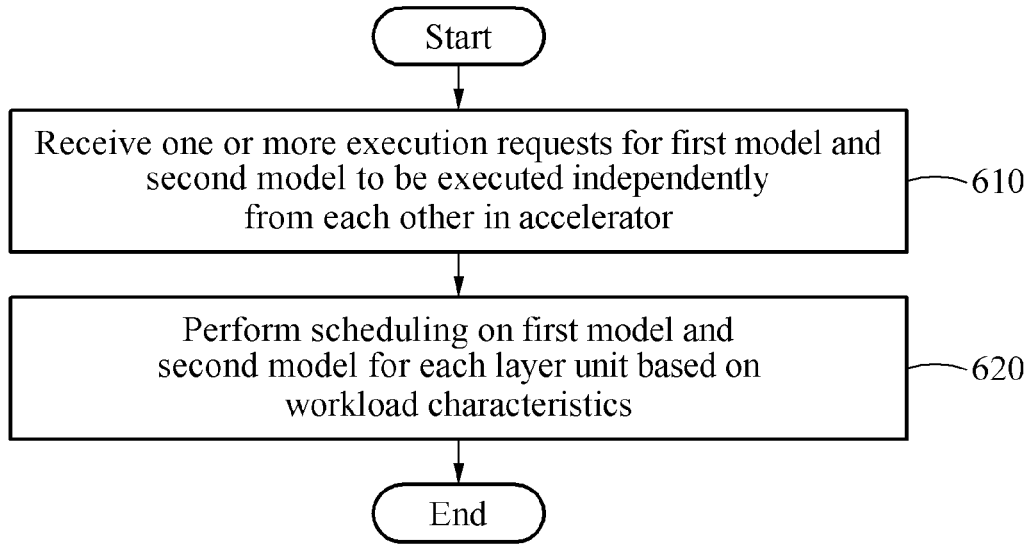 Start
Receive one or more execution requests for first model and
second model to be executed independently
from each other in accelerator
610
Perform scheduling on first model and
second model for each layer unit based on
workload characteristics
620
End